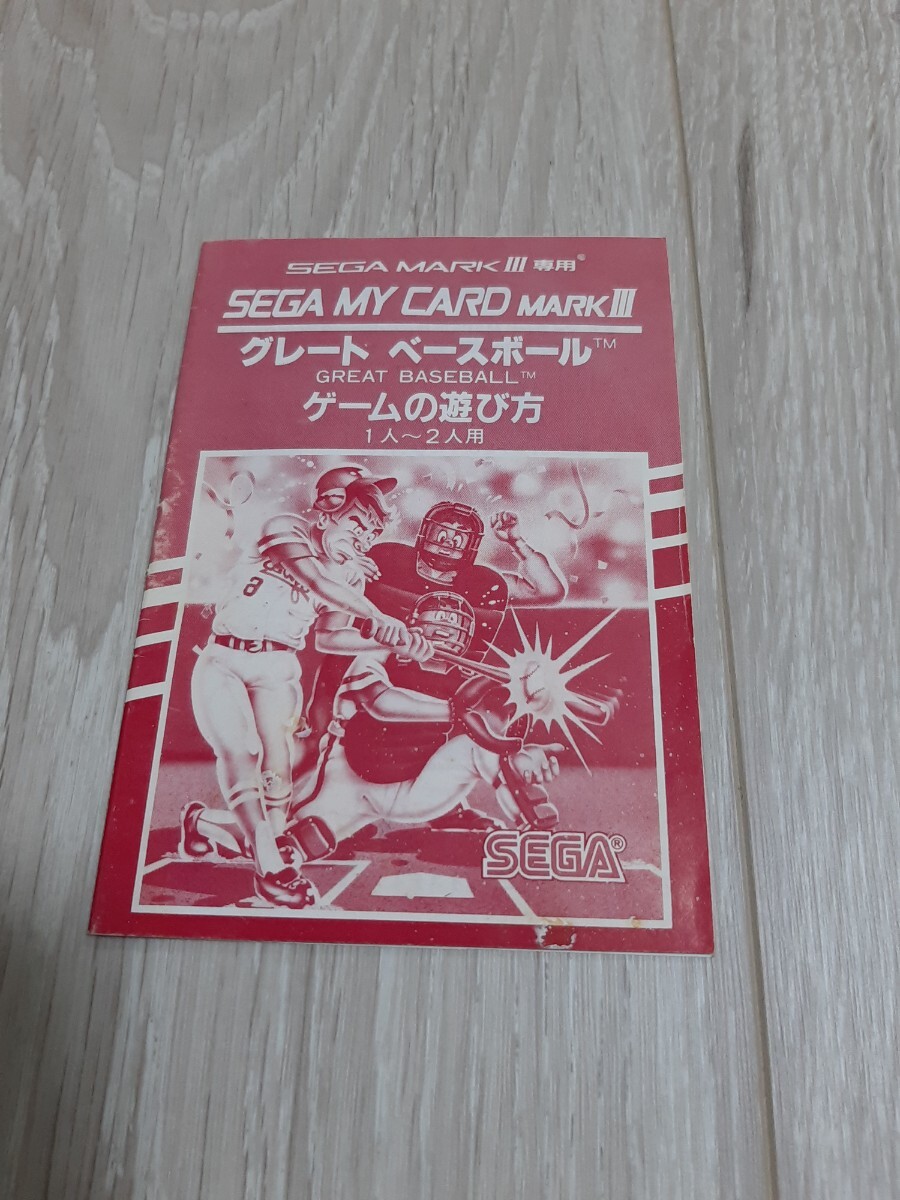 SEGA MARK III 専用
SEGA MY CARD MARK III
グレート ベースボール™
GREAT BASEBALL™
ゲームの遊び方
1人～2人用
8
SEGA®